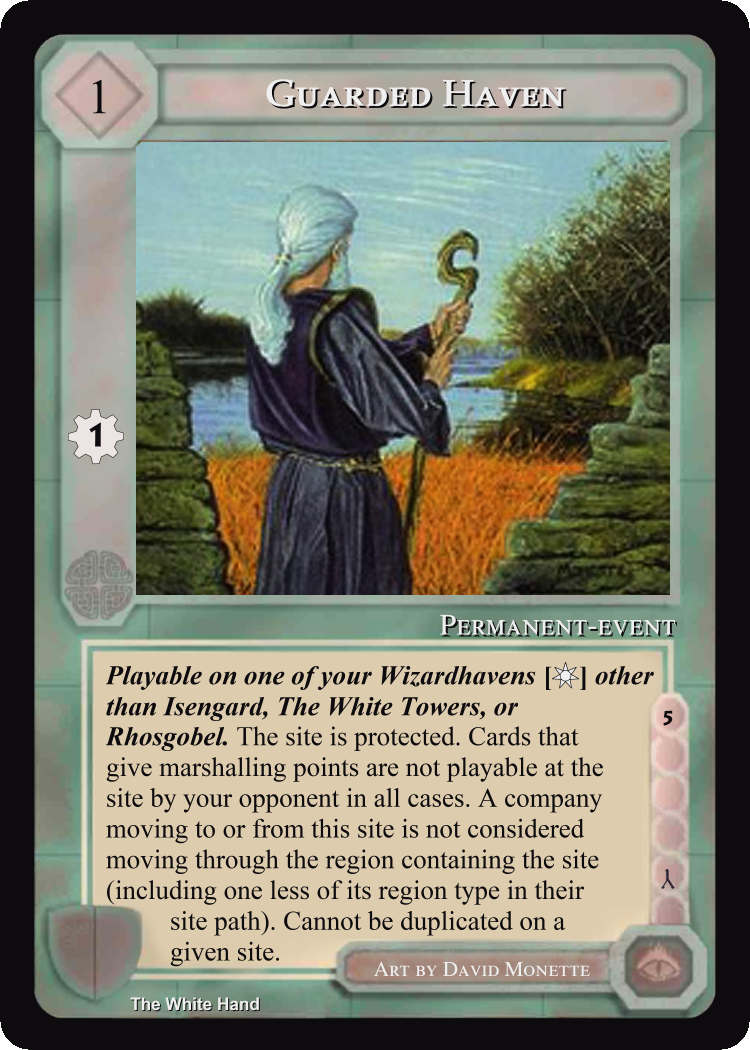 1
Guarded Haven
1
Permanent-event
Playable on one of your Wizardhavens [] other
than Isengard, The White Towers, or
Rhosgobel. The site is protected. Cards that
give marshalling points are not playable at the
site by your opponent in all cases. A company
moving to or from this site is not considered
moving through the region containing the site
(including one less of its region type in their
site path). Cannot be duplicated on a
given site.
5
Art by David Monette
The White Hand